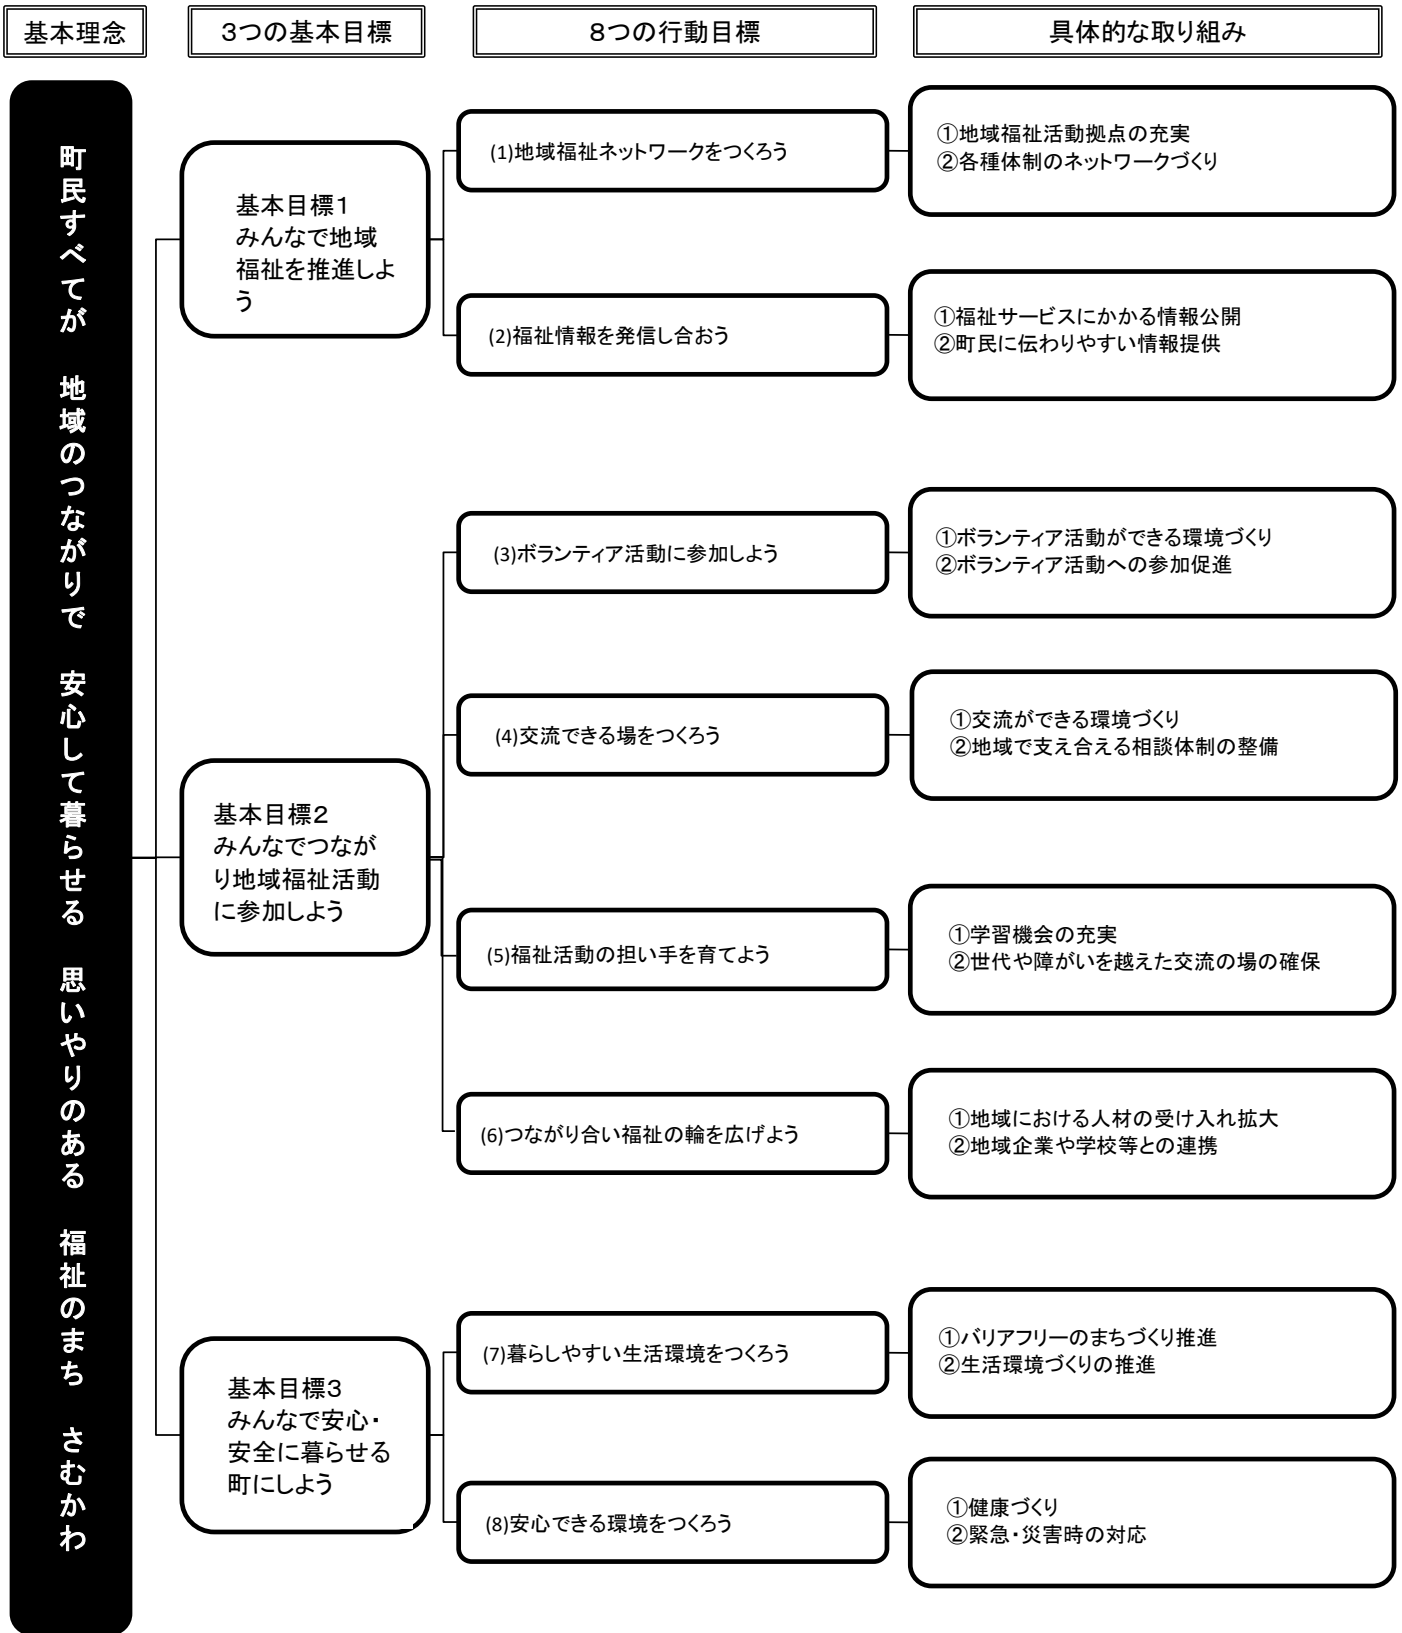 基本理念
3つの基本目標
8つの行動目標
具体的な取り組み
町民すべてが　地域のつながりで　安心して暮らせる　思いやりのある　福祉のまち　さむかわ
基本目標1
みんなで地域
福祉を推進しよ
う
(1)地域福祉ネットワークをつくろう
①地域福祉活動拠点の充実
②各種体制のネットワークづくり
(2)福祉情報を発信し合おう
①福祉サービスにかかる情報公開
②町民に伝わりやすい情報提供
基本目標2
みんなでつなが
り地域福祉活動
に参加しよう
(3)ボランティア活動に参加しよう
①ボランティア活動ができる環境づくり
②ボランティア活動への参加促進
(4)交流できる場をつくろう
①交流ができる環境づくり
②地域で支え合える相談体制の整備
(5)福祉活動の担い手を育てよう
①学習機会の充実
②世代や障がいを越えた交流の場の確保
(6)つながり合い福祉の輪を広げよう
①地域における人材の受け入れ拡大
②地域企業や学校等との連携
基本目標3
みんなで安心・
安全に暮らせる
町にしよう
(7)暮らしやすい生活環境をつくろう
①バリアフリーのまちづくり推進
②生活環境づくりの推進
(8)安心できる環境をつくろう
①健康づくり
②緊急・災害時の対応